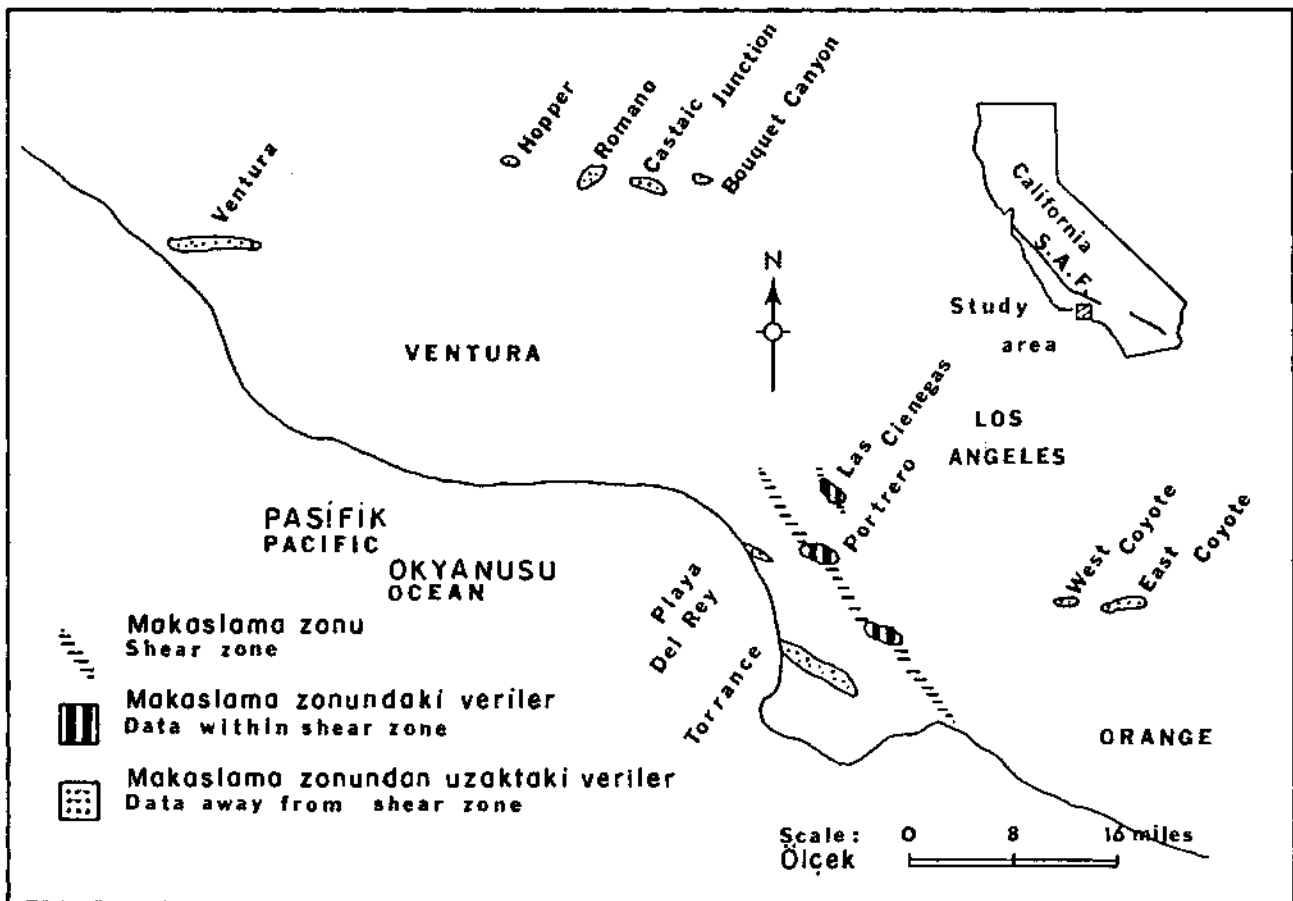 Hopper
Romano
Castaic Junction
Bouquet Canyon
Ventura
California
S.A.F.
Study
area
N
VENTURA
Las Cienegas
Portrero
LOS
ANGELES
West Coyote
East Coyote
PASİFİK
PACIFIC
OKYANUSU
OCEAN
Playa
Del Rey
Torrance
ORANGE
Makaslama zonu
Shear zone
Makaslama zonundaki veriler
Data within shear zone
Makaslama zonundan uzaktaki veriler
Data away from shear zone
Scale: 0 8 16 miles
Ölçek